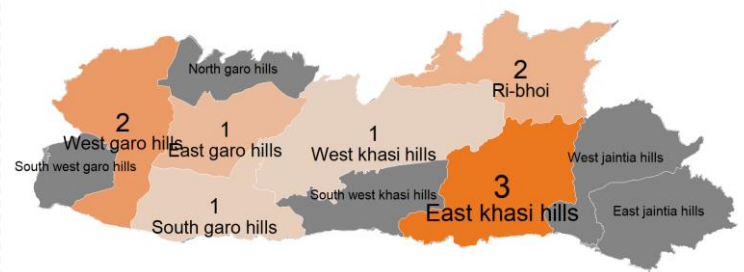 North garo hills
2
West garo hills
South west garo hills
1
East garo hills
1
South garo hills
1
West khasi hills
South west khasi hills
2
Ri-bhoi
3
East khasi hills
West jaintia hills
East jaintia hills